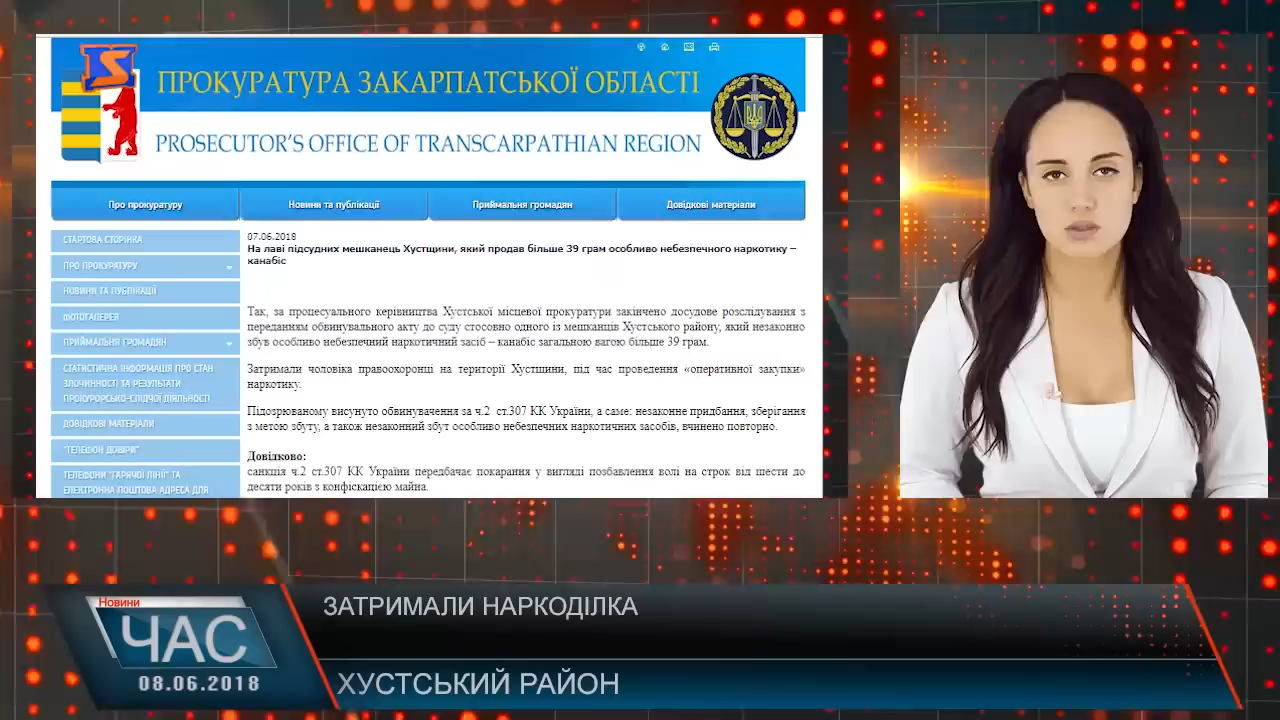 ПРОКУРАТУРА ЗАКАРПАТСЬКОЇ ОБЛАСТІ
PROSECUTOR'S OFFICE OF TRANSCARPATHIAN REGION
Про прокуратуру
Новини та публікації
Приймальня громадян
Довідкові матеріали
СТАРТОВА СТОРІНКА
ПРО ПРОКУРАТУРУ
НОВИНИ ТА ПУБЛІКАЦІЇ
ФОТОГАЛЕРЕЯ
ПРИЙМАЛЬНЯ ГРОМАДЯН
СТАТИСТИЧНА ІНФОРМАЦІЯ ПРО СТАН
ЗЛОЧИННОСТІ ТА РЕЗУЛЬТАТИ
ПРОКУРОРСЬКО-СЛІДЧОЇ ДІЯЛЬНОСТІ
ДОВІДКОВІ МАТЕРІАЛИ
"ТЕЛЕФОН ДОВІРИ"
ТЕЛЕФОНИ "ГАРЯЧОЇ ЛІНІЇ" ТА
ЕЛЕКТРОННА ПОШТОВА АДРЕСА ДЛЯ
07.06.2018
На лаві підсудних мешканець Хустщини, який продав більше 39 грам особливо небезпечного наркотику –
канабіс
Так, за процесуального керівництва Хустської місцевої прокуратури закінчено досудове розслідування з
переданням обвинувального акту до суду стосовно одного із мешканців Хустського району, який незаконно
збув особливо небезпечний наркотичний засіб – канабіс загальною вагою більше 39 грам.
Затримали чоловіка правоохоронці на території Хустщини, під час проведення «оперативної закупки»
наркотику.
Підозрюваному висунуто обвинувачення за ч.2 ст.307 КК України, а саме: незаконне придбання, зберігання
з метою збуту, а також незаконний збут особливо небезпечних наркотичних засобів, вчинено повторно.
Довідково:
санкція ч.2 ст.307 КК України передбачає покарання у вигляді позбавлення волі на строк від шести до
десяти років з конфіскацією майна.
Новини
ЧАС
08.06.2018
ЗАТРИМАЛИ НАРКОДІЛКА
ХУСТСЬКИЙ РАЙОН